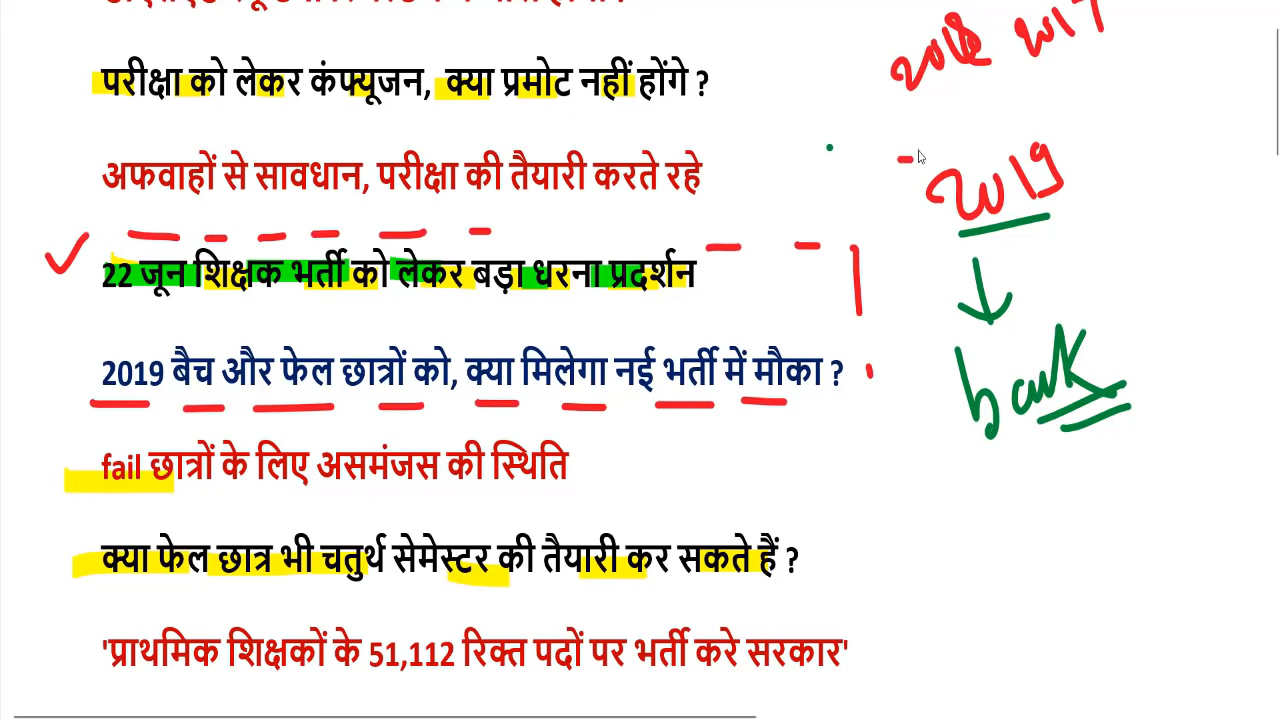 परीक्षा को लेकर कंफ्यूजन, क्या प्रमोट नहीं होंगे ?
अफवाहों से सावधान, परीक्षा की तैयारी करते रहे
22 जून शिक्षक भर्ती को लेकर बड़ा धरना प्रदर्शन
2019 बैच और फेल छात्रों को, क्या मिलेगा नई भर्ती में मौका ?
fail छात्रों के लिए असमंजस की स्थिति
क्या फेल छात्र भी चतुर्थ सेमेस्टर की तैयारी कर सकते हैं ?
'प्राथमिक शिक्षकों के 51,112 रिक्त पदों पर भर्ती करे सरकार'
2018 2017
2019
back